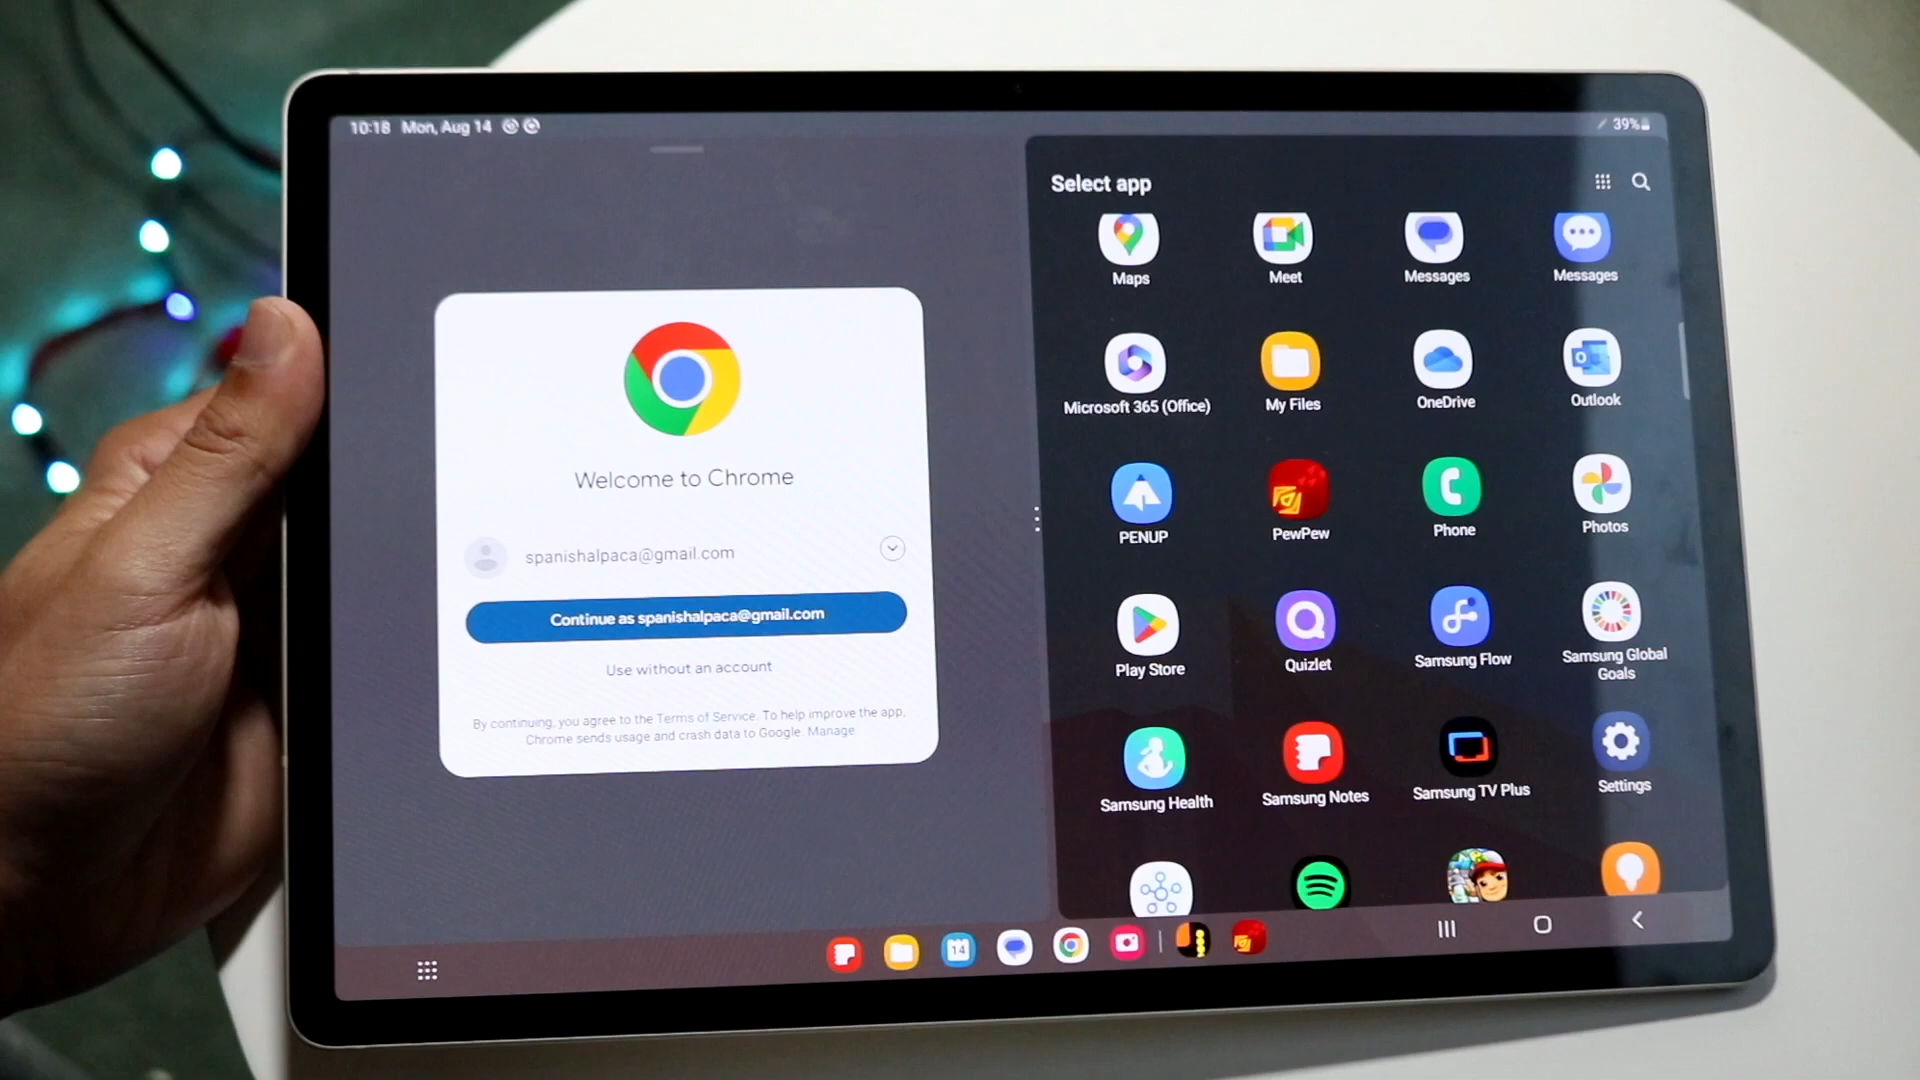 10:18 Mon, Aug 14
39%
Welcome to Chrome
spanishalpaca@gmail.com
Continue as spanishalpaca@gmail.com
Use without an account
By continuing, you agree to the Terms of Service. To help improve the app,
Chrome sends usage and crash data to Google. Manage
Select app
Maps
Meet
Messages
Messages
Microsoft 365 (Office)
My Files
OneDrive
Outlook
PENUP
PewPew
Phone
Photos
Play Store
Quizlet
Samsung Flow
Samsung Global
Goals
Samsung Health
Samsung Notes
Samsung TV Plus
Settings
14